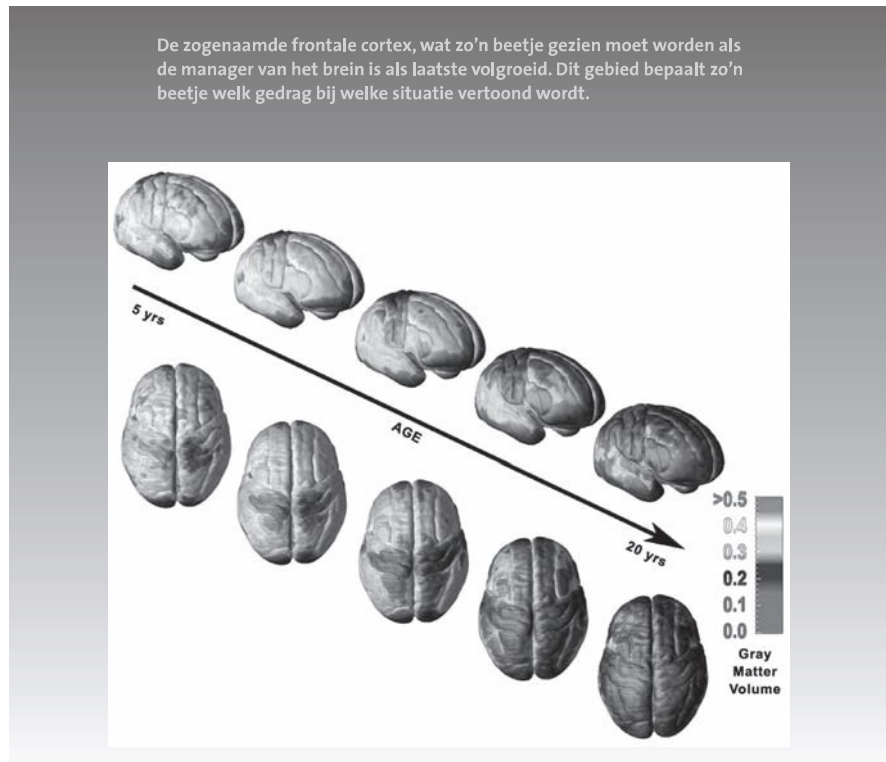 De zogenaamde frontale cortex, wat zo'n beetje gezien moet worden als
de manager van het brein is als laatste volgroeid. Dit gebied bepaalt zo'n
beetje welk gedrag bij welke situatie vertoond wordt.
5 yrs
AGE
20 yrs
>0.5
0.4
0.3
0.2
0.1
0.0
Gray
Matter
Volume